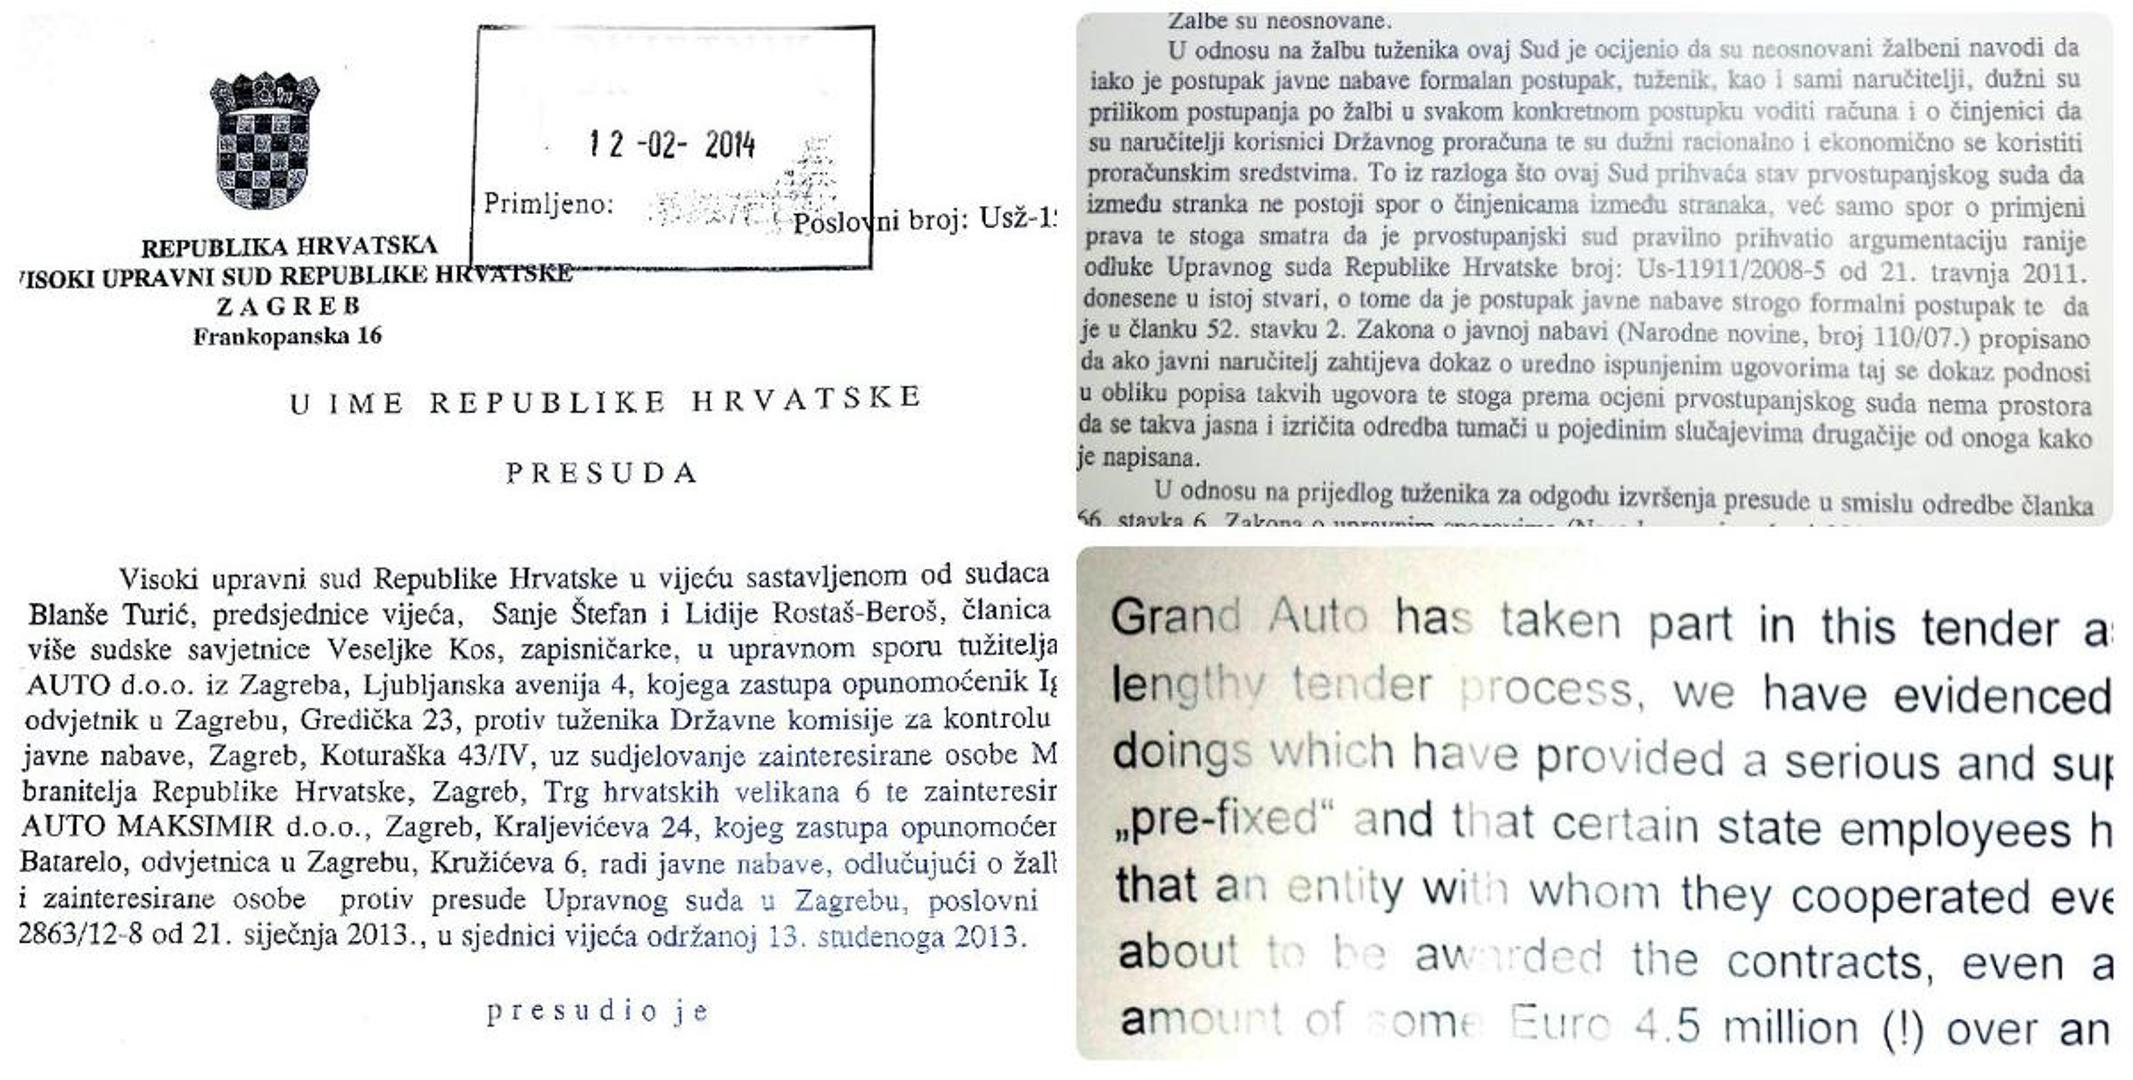 12 -02- 2014
Primljeno:
Poslovni broj: Usž-1
REPUBLIKA HRVATSKA
VISOKI UPRAVNI SUD REPUBLIKE HRVATSKE
ZAGREB
Frankopanska 16
U IME REPUBLIKE HRVATSKE
PRESUDA
Visoki upravni sud Republike Hrvatske u vijeću sastavljenom od sudaca
Blanše Turić, predsjednice vijeća, Sanje Štefan i Lidije Rostaš-Beroš, članica
više sudske savjetnice Veseljke Kos, zapisničarke, u upravnom sporu tužitelja
AUTO d.o.o. iz Zagreba, Ljubljanska avenija 4, kojega zastupa opunomoćenik Ig
odvjetnik u Zagrebu, Gredička 23, protiv tuženika Državne komisije za kontrolu
javne nabave, Zagreb, Koturaška 43/IV, uz sudjelovanje zainteresirane osobe M
branitelja Republike Hrvatske, Zagreb, Trg hrvatskih velikana 6 te zainteresir
AUTO MAKSIMIR d.o.o., Zagreb, Kraljevićeva 24, kojeg zastupa opunomoćen
Batarelo, odvjetnica u Zagrebu, Kružićeva 6, radi javne nabave, odlučujući o žalb
i zainteresirane osobe protiv presude Upravnog suda u Zagrebu, poslovni
2863/12-8 od 21. siječnja 2013., u sjednici vijeća održanoj 13. studenoga 2013.
presudio je
Žalbe su neosnovane.
U odnosu na žalbu tuženika ovaj Sud je ocijenio da su neosnovani žalbeni navodi da
iako je postupak javne nabave formalan postupak, tuženik, kao i sami naručitelji, dužni su
prilikom postupanja po žalbi u svakom konkretnom postupku voditi računa i o činjenici da
su naručitelji korisnici Državnog proračuna te su dužni racionalno i ekonomično se koristiti
proračunskim sredstvima. To iz razloga što ovaj Sud prihvaća stav prvostupanjskog suda da
između stranka ne postoji spor o činjenicama između stranaka, već samo spor o primjeni
prava te stoga smatra da je prvostupanjski sud pravilno prihvatio argumentaciju ranije
odluke Upravnog suda Republike Hrvatske broj: Us-11911/2008-5 od 21. travnja 2011.
donesene u istoj stvari, o tome da je postupak javne nabave strogo formalni postupak te da
je u članku 52. stavku 2. Zakona o javnoj nabavi (Narodne novine, broj 110/07.) propisano
da ako javni naručitelj zahtijeva dokaz o uredno ispunjenim ugovorima taj se dokaz podnosi
u obliku popisa takvih ugovora te stoga prema ocjeni prvostupanjskog suda nema prostora
da se takva jasna i izričita odredba tumači u pojedinim slučajevima drugačije od onoga kako
je napisana.
U odnosu na prijedlog tuženika za odgodu izvršenja presude u smislu odredbe članka
66. stavka 6. Zakona o upravnim sporovima
Grand Auto has taken part in this tender a
lengthy tender process, we have evidenced
doings which have provided a serious and sup
„pre-fixed“ and that certain state employees h
that an entity with whom they cooperated eve
about to be awarded the contracts, even a
amount of some Euro 4.5 million (!) over an